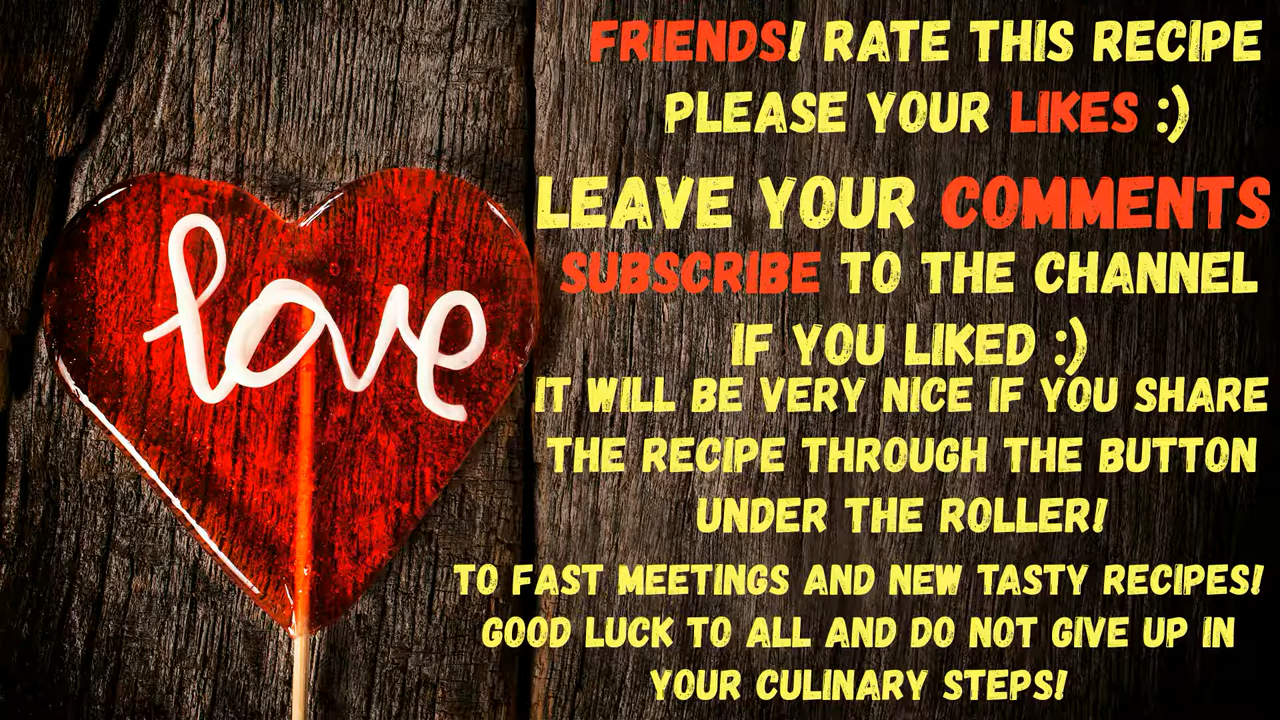 love
FRIENDS! RATE THIS RECIPE
PLEASE YOUR LIKES :)
LEAVE YOUR COMMENTS
SUBSCRIBE TO THE CHANNEL
IF YOU LIKED :)
IT WILL BE VERY NICE IF YOU SHARE
THE RECIPE THROUGH THE BUTTON
UNDER THE ROLLER!
TO FAST MEETINGS AND NEW TASTY RECIPES!
GOOD LUCK TO ALL AND DO NOT GIVE UP IN
YOUR CULINARY STEPS!